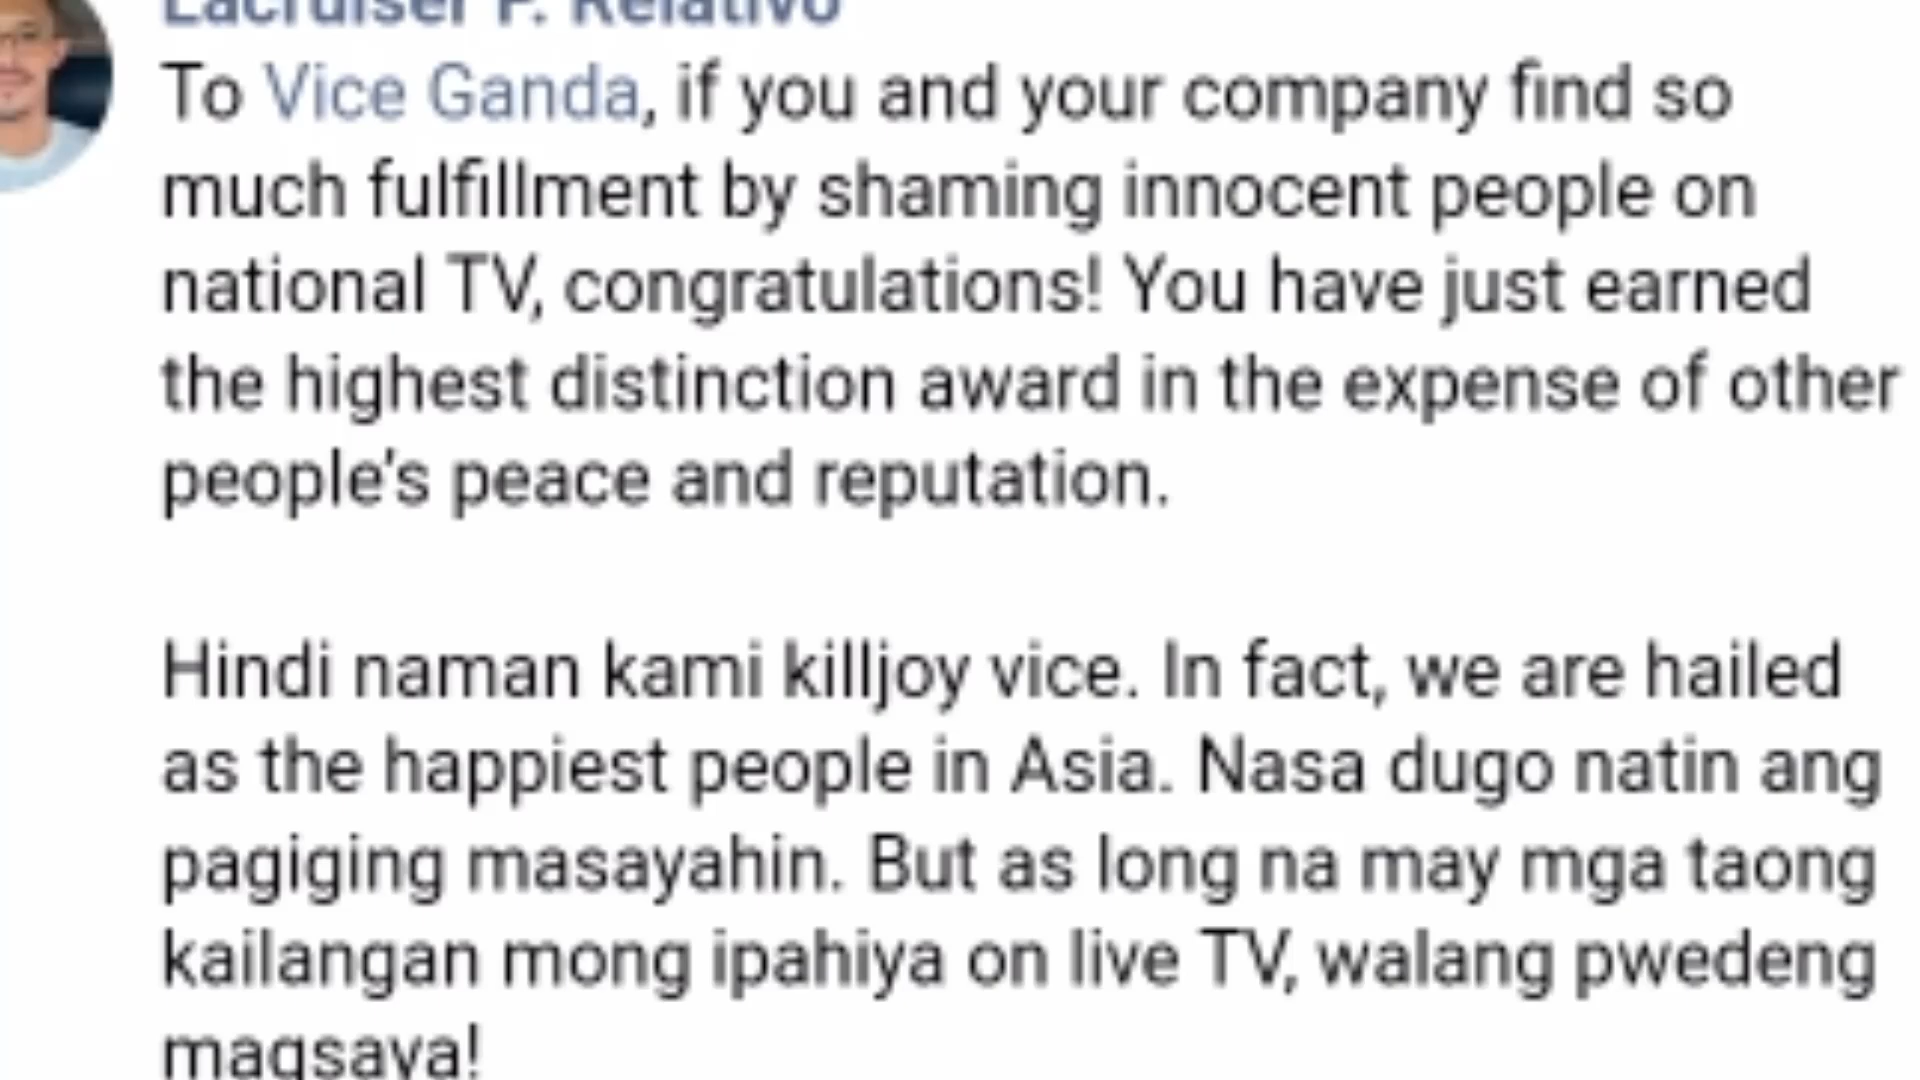 Lacruiser P. Relativo
To Vice Ganda, if you and your company find so
much fulfillment by shaming innocent people on
national TV, congratulations! You have just earned
the highest distinction award in the expense of other
people's peace and reputation.
Hindi naman kami killjoy vice. In fact, we are hailed
as the happiest people in Asia. Nasa dugo natin ang
pagiging masayahin. But as long na may mga taong
kailangan mong ipahiya on live TV, walang pwedeng
magsaya!